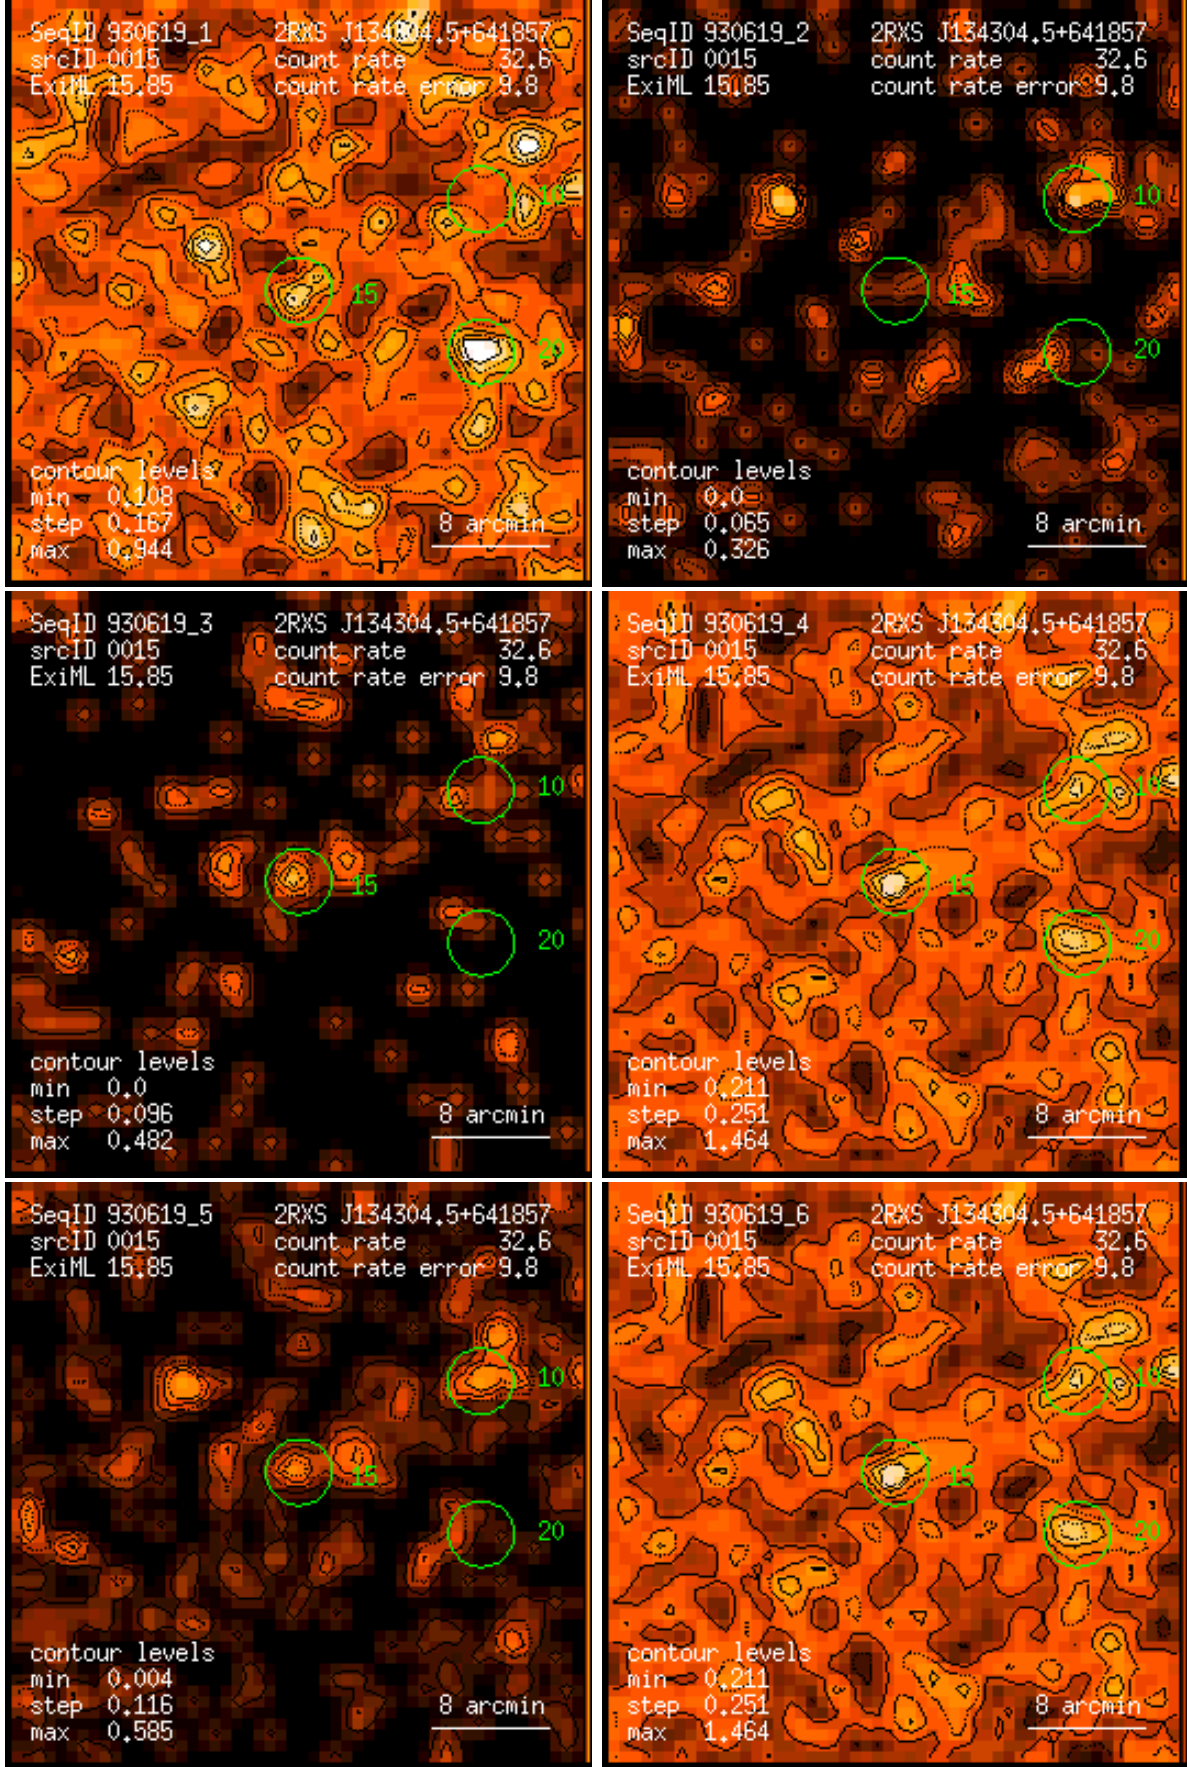 SeqID 930619_1 2RXS J134304.5+641857
srcID 0015 count rate 32.6
ExiML 15.85 count rate error 9.8
10
15
20
contour levels
min 0.108
step 0.167
max 0.944
8 arcmin
SeqID 930619_2 2RXS J134304.5+641857
srcID 0015 count rate 32.6
ExiML 15.85 count rate error 9.8
10
15
20
contour levels
min 0.0
step 0.065
max 0.326
8 arcmin
SeqID 930619_3 2RXS J134304.5+641857
srcID 0015 count rate 32.6
ExiML 15.85 count rate error 9.8
10
15
20
contour levels
min 0.0
step 0.096
max 0.482
8 arcmin
SeqID 930619_4 2RXS J134304.5+641857
srcID 0015 count rate 32.6
ExiML 15.85 count rate error 9.8
10
15
20
contour levels
min 0.211
step 0.251
max 1.464
8 arcmin
SeqID 930619_5 2RXS J134304.5+641857
srcID 0015 count rate 32.6
ExiML 15.85 count rate error 9.8
10
15
20
contour levels
min 0.004
step 0.116
max 0.585
8 arcmin
SeqID 930619_6 2RXS J134304.5+641857
srcID 0015 count rate 32.6
ExiML 15.85 count rate error 9.8
10
15
20
contour levels
min 0.211
step 0.251
max 1.464
8 arcmin